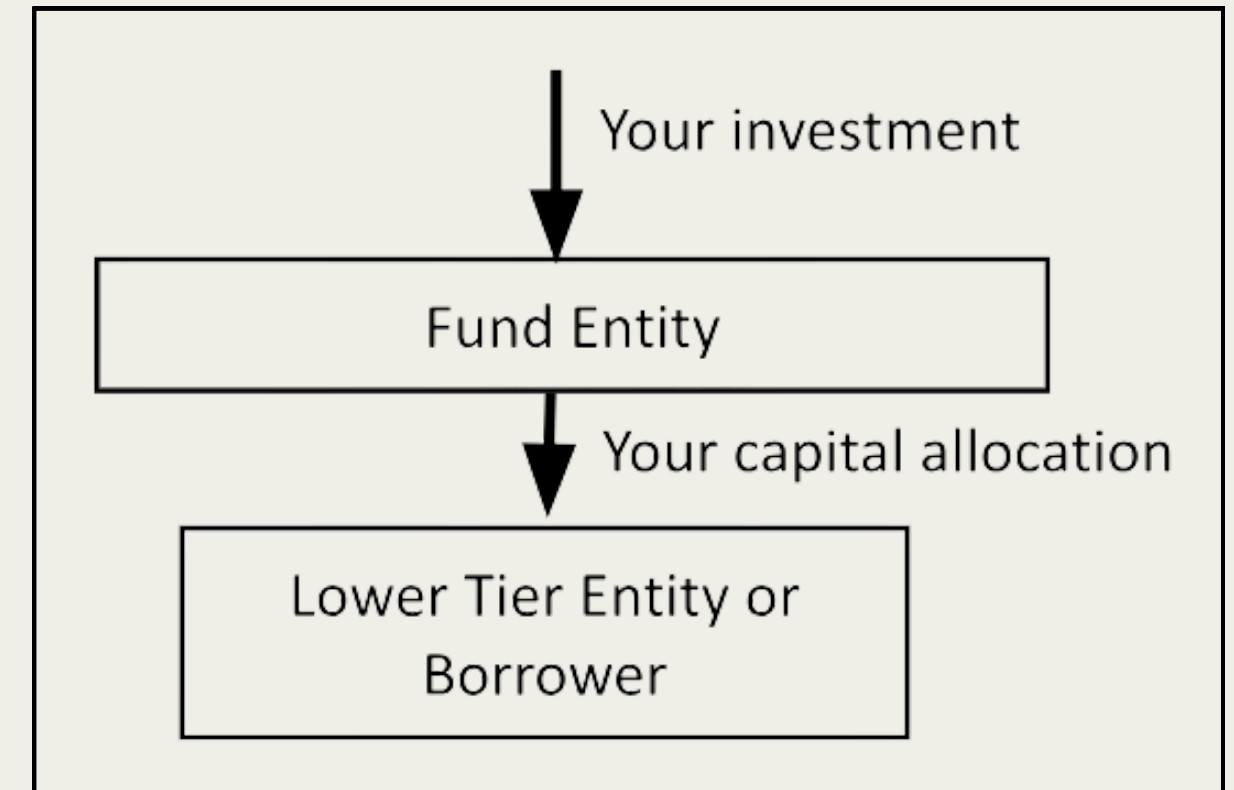 Your investment
Fund Entity
Your capital allocation
Lower Tier Entity or
Borrower